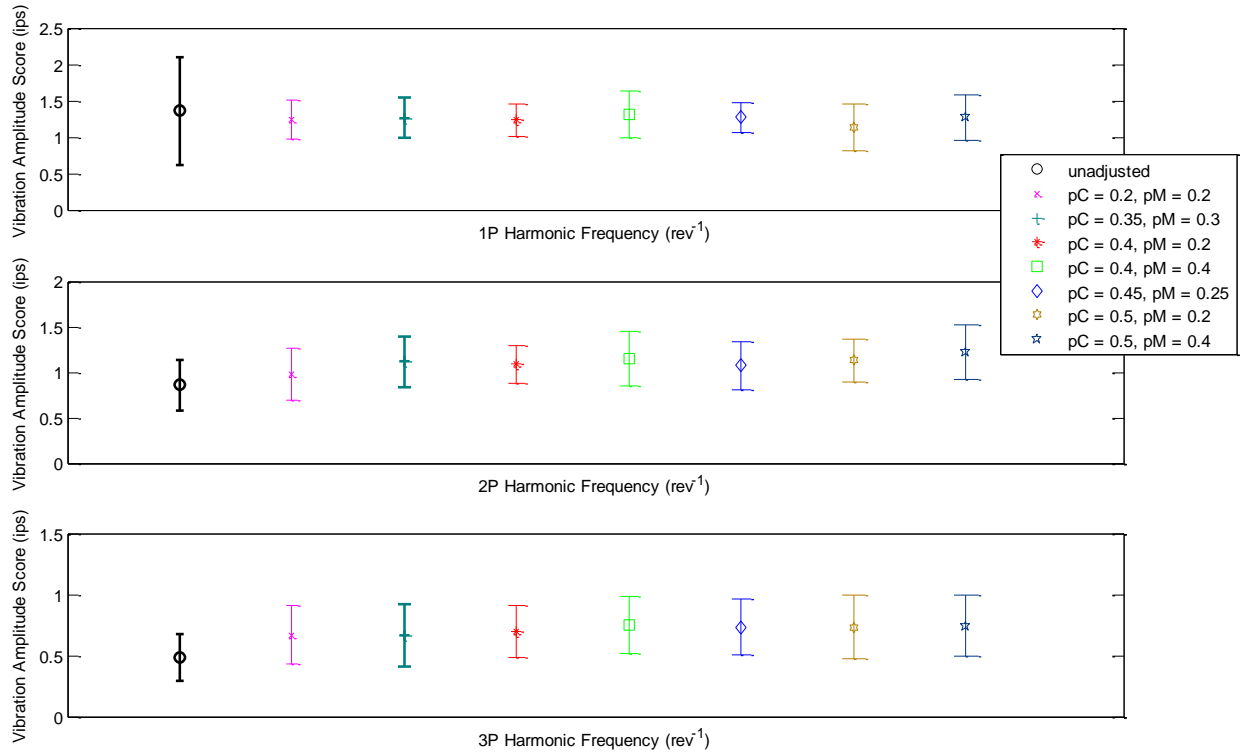 2.5
2
1.5
1
0.5
0
Vibration Amplitude Score (ips)
1P Harmonic Frequency (rev⁻¹)
unadjusted
pC = 0.2, pM = 0.2
pC = 0.35, pM = 0.3
pC = 0.4, pM = 0.2
pC = 0.4, pM = 0.4
pC = 0.45, pM = 0.25
pC = 0.5, pM = 0.2
pC = 0.5, pM = 0.4
2
1.5
1
0.5
0
Vibration Amplitude Score (ips)
2P Harmonic Frequency (rev⁻¹)
1.5
1
0.5
0
Vibration Amplitude Score (ips)
3P Harmonic Frequency (rev⁻¹)